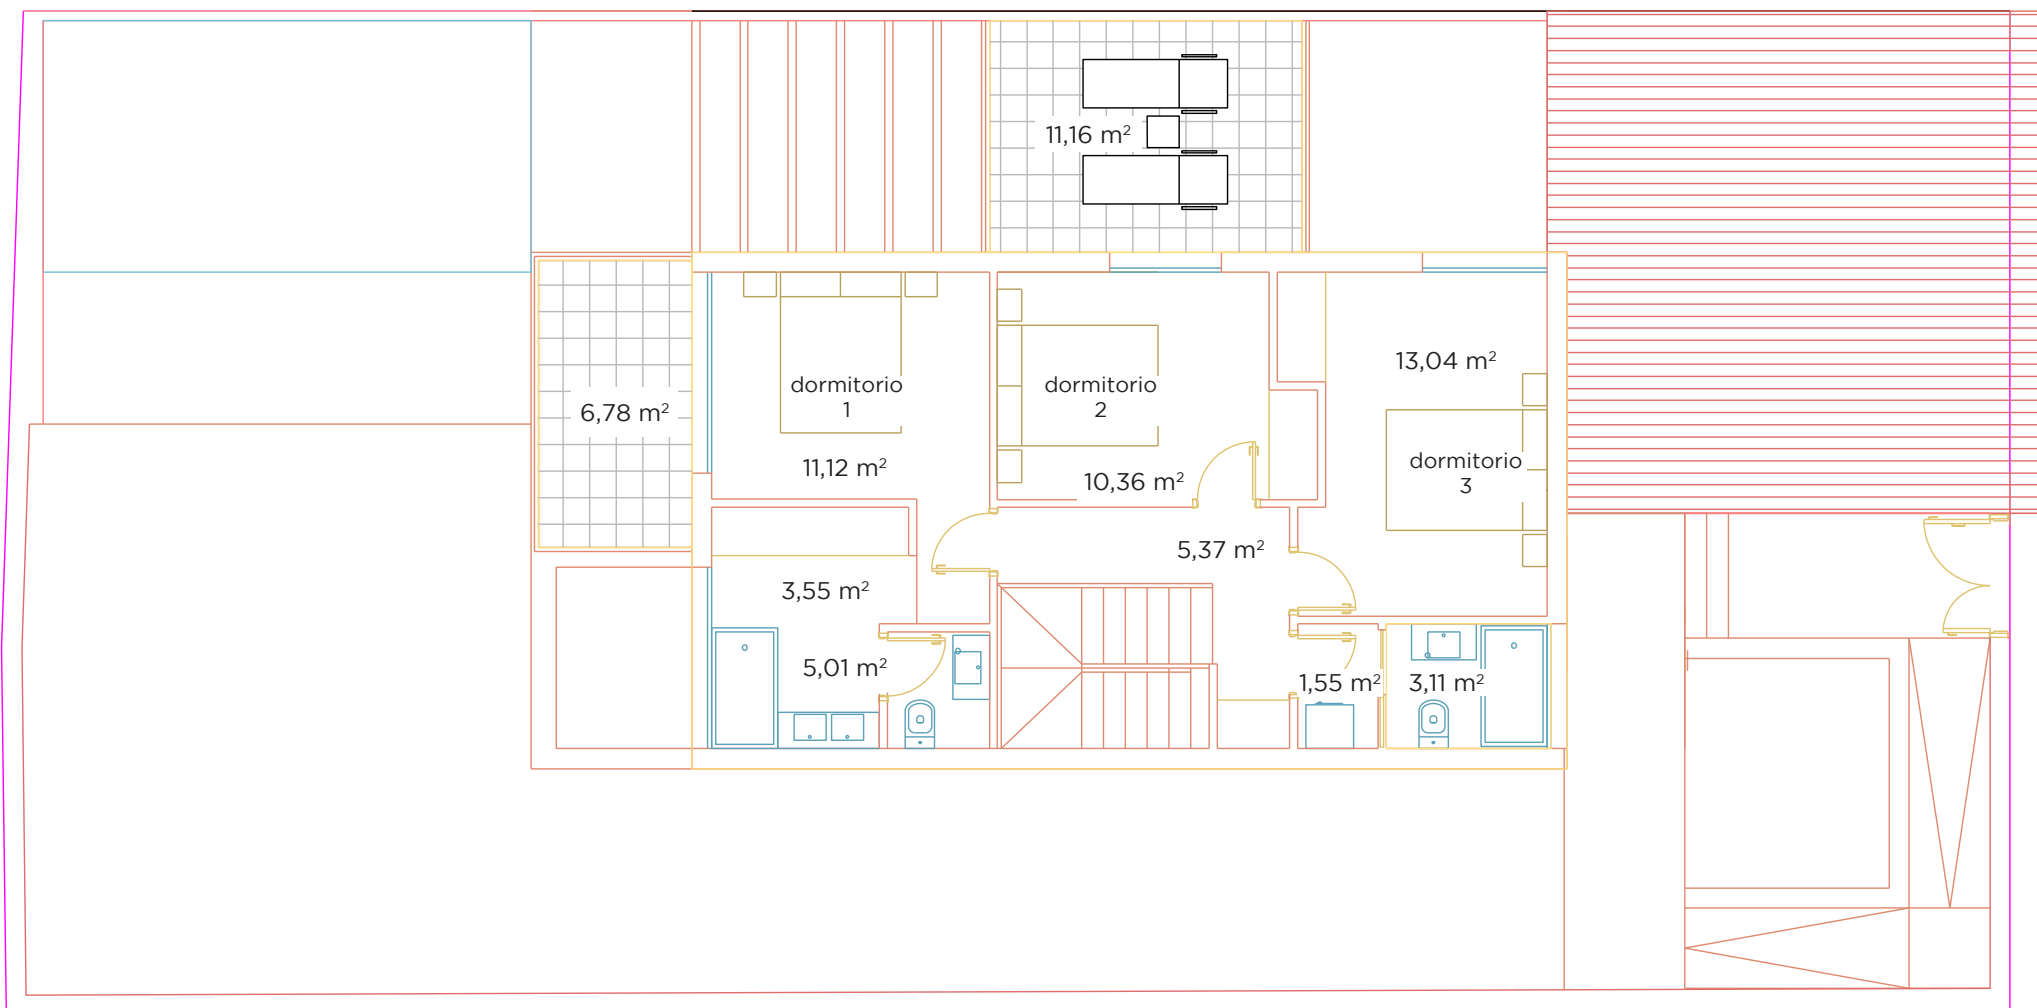 11,16 m²
13,04 m²
dormitorio
1
dormitorio
2
6,78 m²
dormitorio
3
11,12 m²
10,36 m²
5,37 m²
3,55 m²
5,01 m²
1,55 m²
3,11 m²